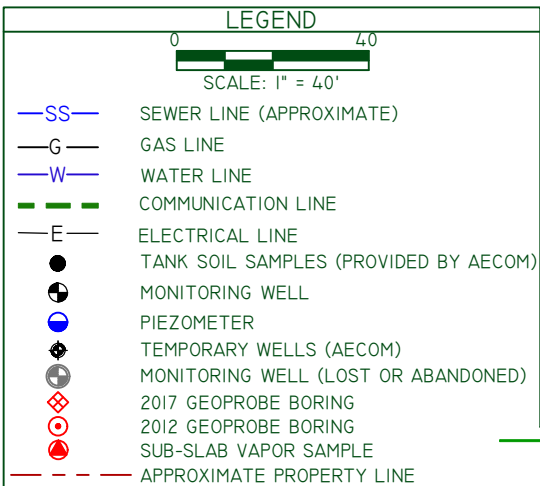 LEGEND
0 40
SCALE: 1" = 40'
SS SEWER LINE (APPROXIMATE)
G GAS LINE
W WATER LINE
COMMUNICATION LINE
E ELECTRICAL LINE
TANK SOIL SAMPLES (PROVIDED BY AECOM)
MONITORING WELL
PIEZOMETER
TEMPORARY WELLS (AECOM)
MONITORING WELL (LOST OR ABANDONED)
2017 GEOPROBE BORING
2012 GEOPROBE BORING
SUB-SLAB VAPOR SAMPLE
APPROXIMATE PROPERTY LINE